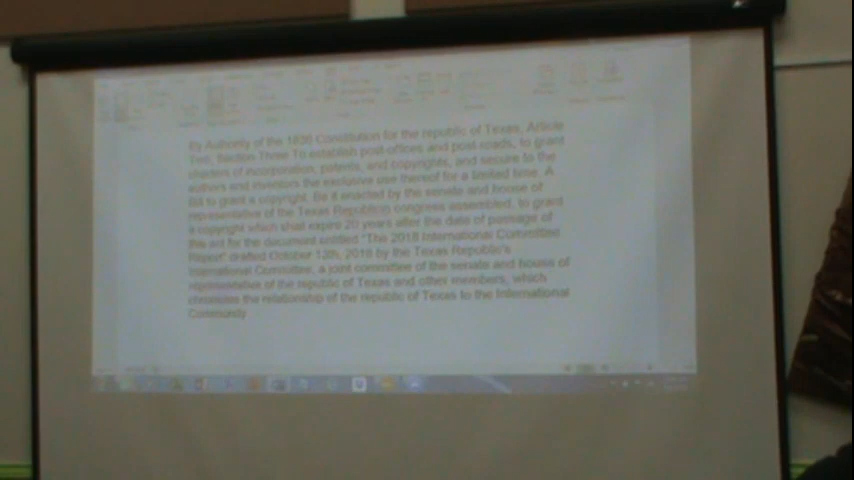 By Authority of the 1836 Constitution for the republic of Texas, Article
Two, Section Three To establish post offices and post roads, to grant
charters of incorporation, patents, and copyrights, and secure to the
authors and inventors the exclusive use thereof for a limited time. A
Bill to grant a copyright. Be it enacted by the senate and house of
representative of the Texas Republic congress assembled, to grant
a copyright which shall expire 20 years after the date of passage of
this act for the document entitled "The 2018 International Committee
Report" drafted October 13th, 2018 by the Texas Republic's
International Committee, a joint committee of the senate and house of
representative of the republic of Texas and other members, which
chronicles the relationship of the republic of Texas to the International
Community